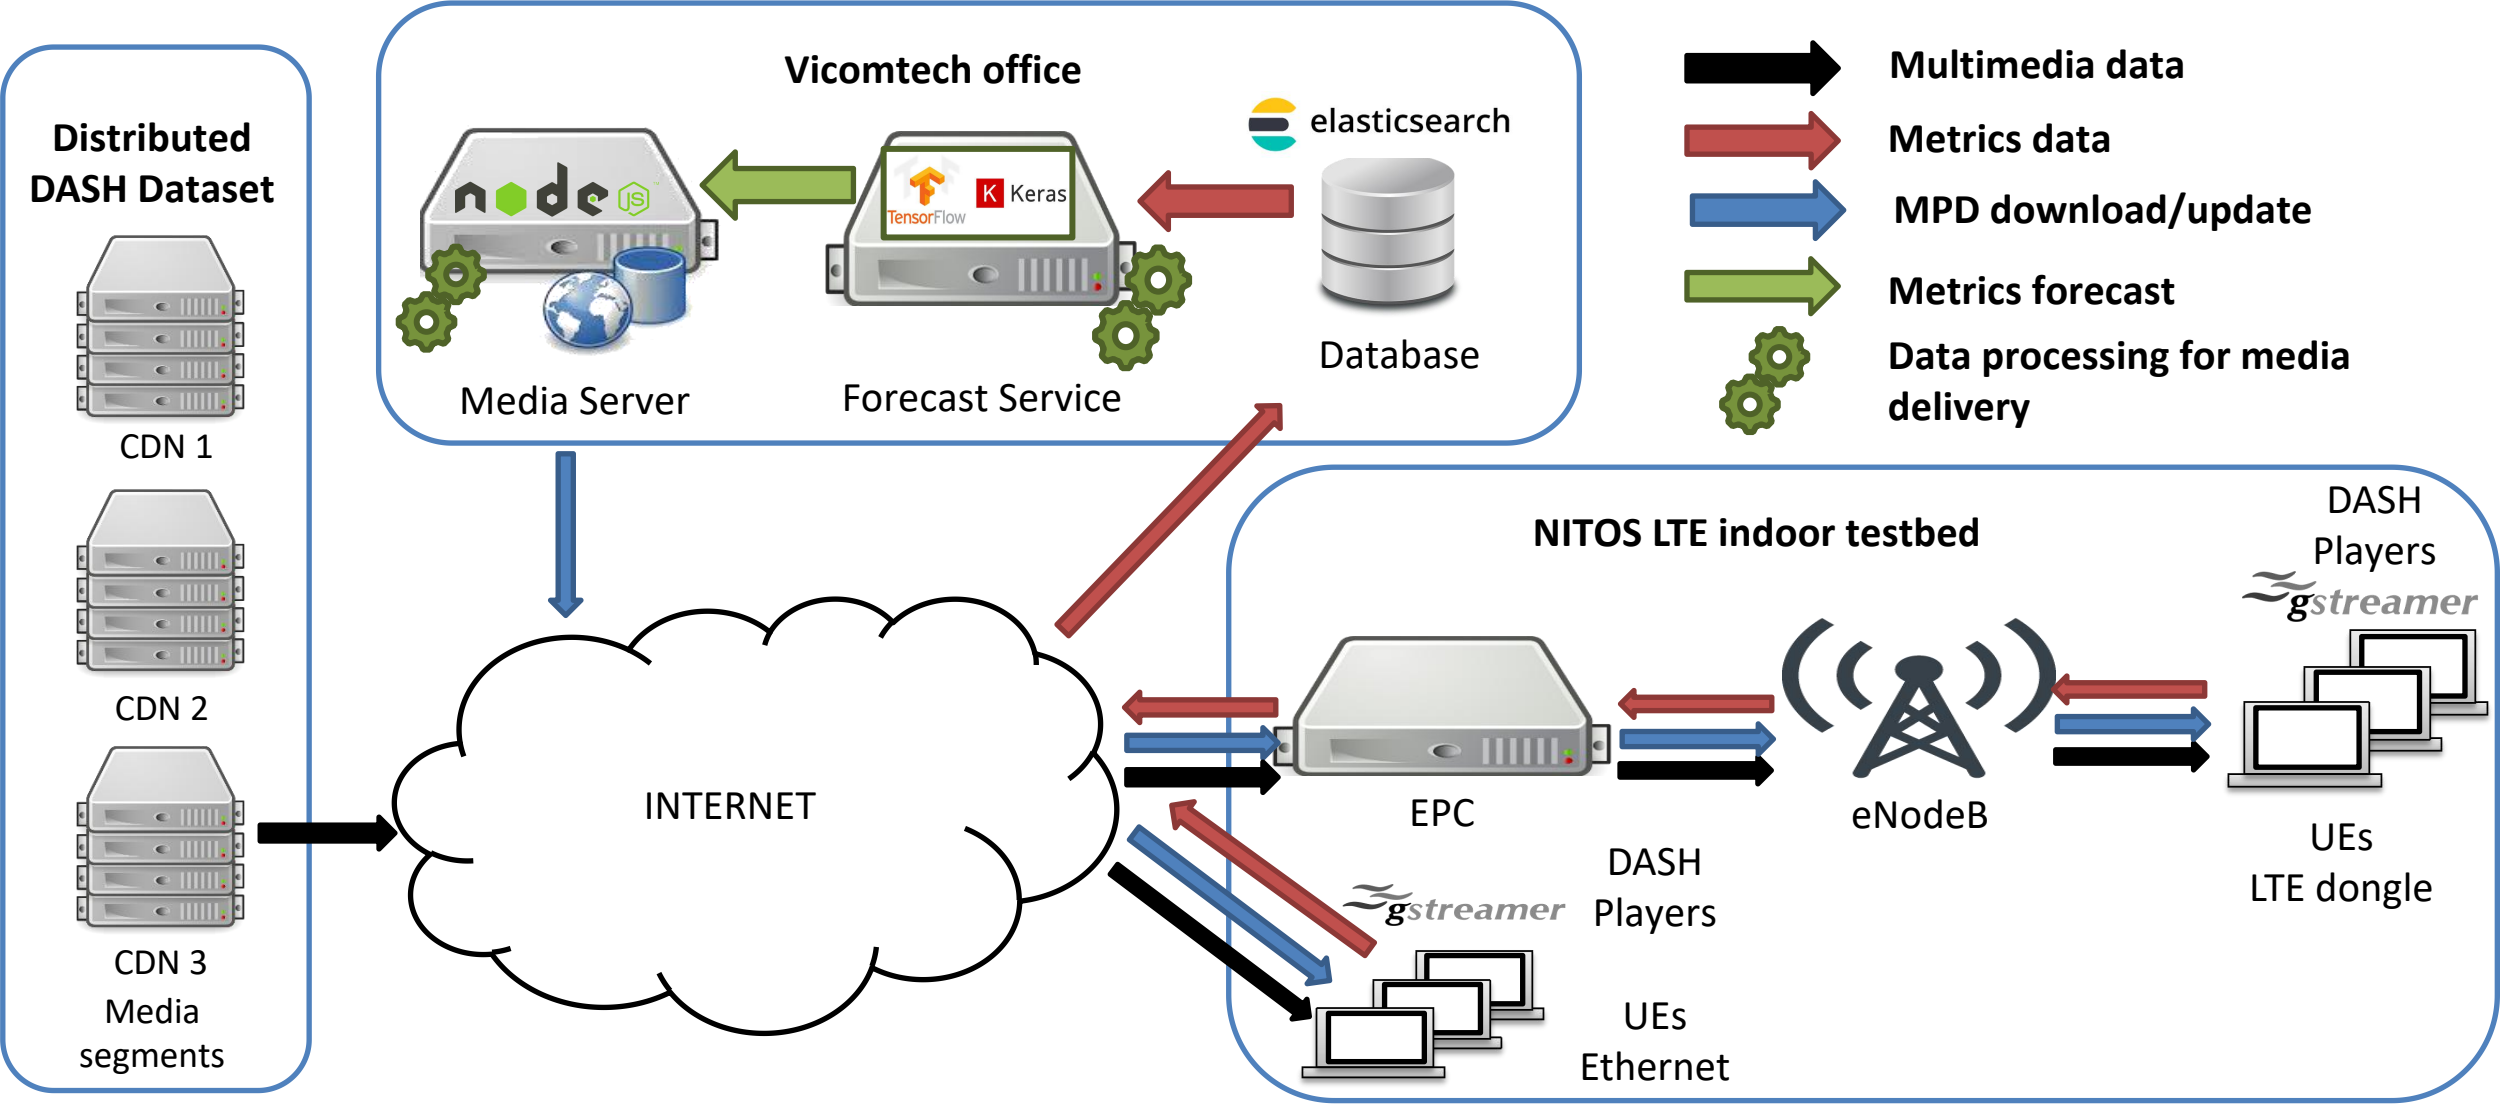 Distributed
DASH Dataset
CDN 1
CDN 2
CDN 3
Media
segments
Vicomtech office
node
JS
Media Server
TensorFlow
K Keras
Forecast Service
elasticsearch
Database
Multimedia data
Metrics data
MPD download/update
Metrics forecast
Data processing for media
delivery
INTERNET
NITOS LTE indoor testbed
EPC
eNodeB
DASH
Players
gstreamer
UEs
LTE dongle
DASH
Players
gstreamer
UEs
Ethernet